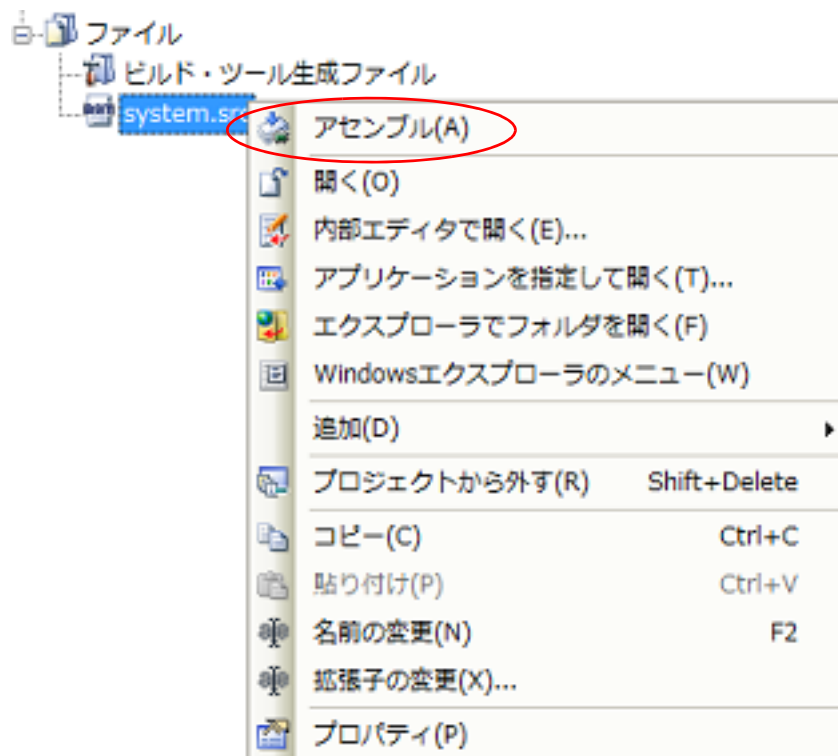 ファイル
ビルド・ツール生成ファイル
system.src
アセンブル(A)
開く(O)
内部エディタで開く(E)...
アプリケーションを指定して開く(T)...
エクスプローラでフォルダを開く(F)
Windowsエクスプローラのメニュー(W)
追加(D)
プロジェクトから外す(R) Shift+Delete
コピー(C) Ctrl+C
貼り付け(P) Ctrl+V
名前の変更(N) F2
拡張子の変更(X)...
プロパティ(P)